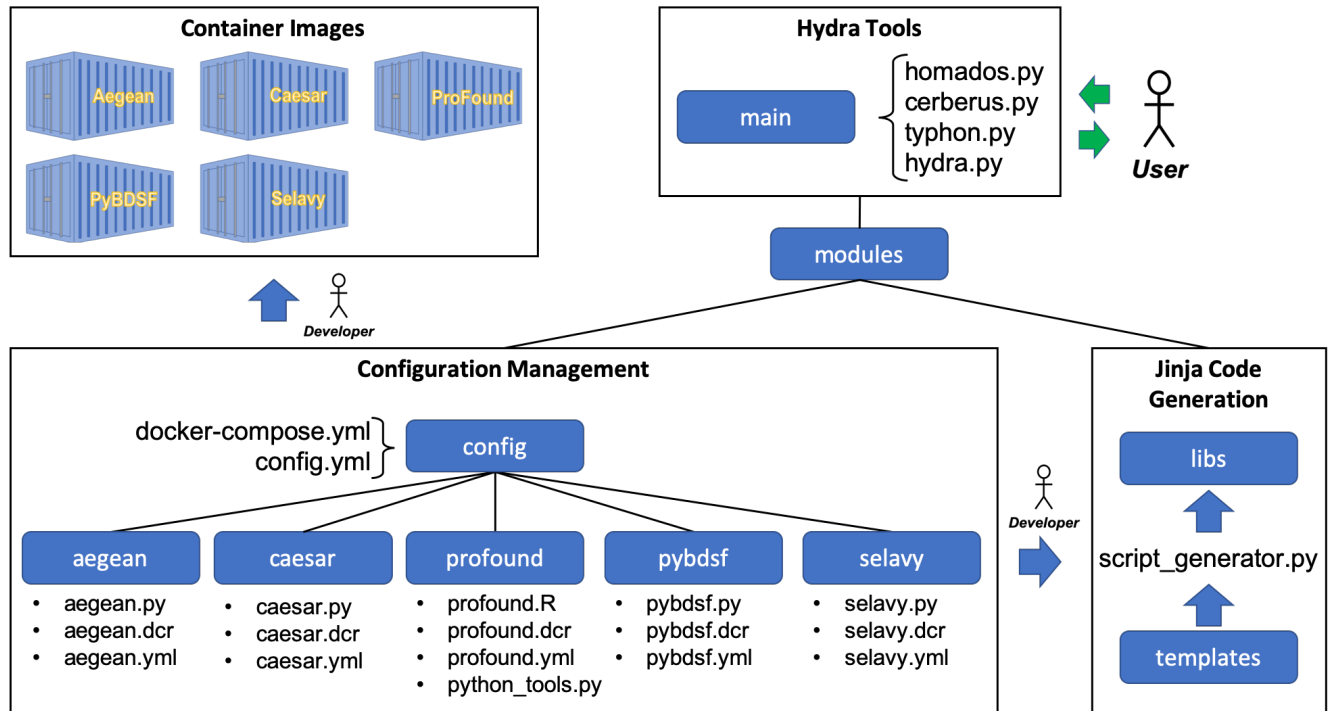 Container Images
Aegean
Caesar
ProFound
PyBDSF
Selavy
Hydra Tools
main
homados.py
cerberus.py
typhon.py
hydra.py
User
modules
Developer
Configuration Management
docker-compose.yml
config.yml
config
aegean
caesar
profound
pybdsf
selavy
• aegean.py
• aegean.dcr
• aegean.yml
• caesar.py
• caesar.dcr
• caesar.yml
• profound.R
• profound.dcr
• profound.yml
• python_tools.py
• pybdsf.py
• pybdsf.dcr
• pybdsf.yml
• selavy.py
• selavy.dcr
• selavy.yml
Developer
Jinja Code
Generation
libs
script_generator.py
templates